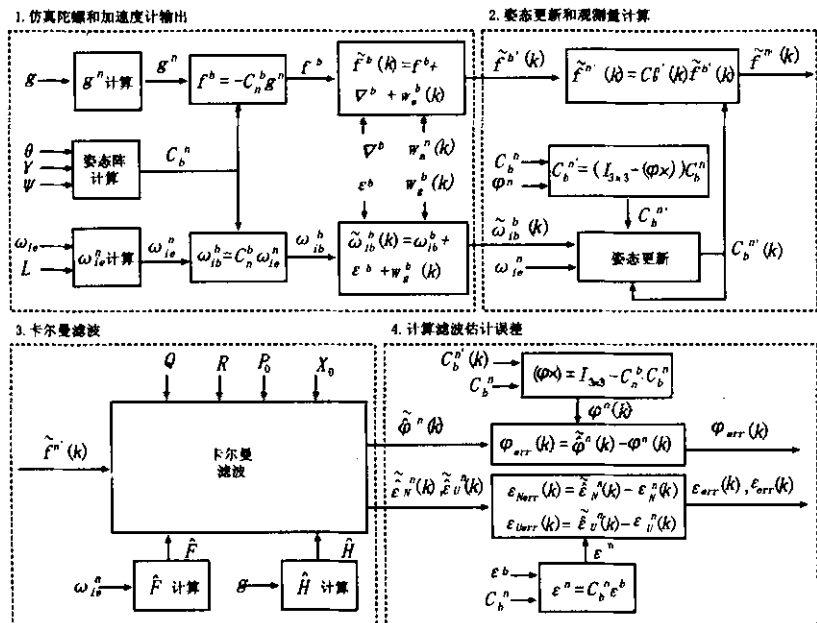 1. 仿真陀螺和加速度计输出
g
gⁿ 计算
gⁿ
f^b = -C_n^b gⁿ
f^b
f̃^b(k) = f^b +
∇^b + w_a^b(k)
θ
γ
ψ
姿态阵
计算
C_b^n
∇^b
w_a^n(k)
ε^b
w_g^b(k)
ω_ie
L
ω_ie^n 计算
ω_ie^n
ω_ib^b = C_n^b ω_ie^n
ω_ib^b
ω̃_ib^b(k) = ω_ib^b +
ε^b + w_g^b(k)
2. 姿态更新和观测量计算
f̃^b'(k)
f̃^n'(k) = C_b^n'(k) f̃^b'(k)
f̃^n'(k)
C_b^n
φ^n
C_b^n' = (I_3×3 - (φ×))C_b^n
C_b^n'
ω̃_ib^b(k)
ω_ie^n
姿态更新
C_b^n'(k)
3. 卡尔曼滤波
Q
R
P_0
X_0
f̃^n'(k)
卡尔曼
滤波
F̂
Ĥ
ω_ie^n
F̂ 计算
g
Ĥ 计算
4. 计算滤波估计误差
C_b^n'(k)
C_b^n
(φ×) = I_3×3 - C_n'^b C_b^n
φ^n(k)
φ̃̂^n(k)
φ_err(k) = φ̃̂^n(k) - φ^n(k)
φ_err(k)
ε̃̂_N^n(k), ε̃̂_U^n(k)
ε_Nerr(k) = ε̃̂_N^n(k) - ε_N^n(k)
ε_Uerr(k) = ε̃̂_U^n(k) - ε_U^n(k)
ε_err(k), ε_err(k)
ε^n
ε^b
C_b^n
ε^n = C_b^n ε^b